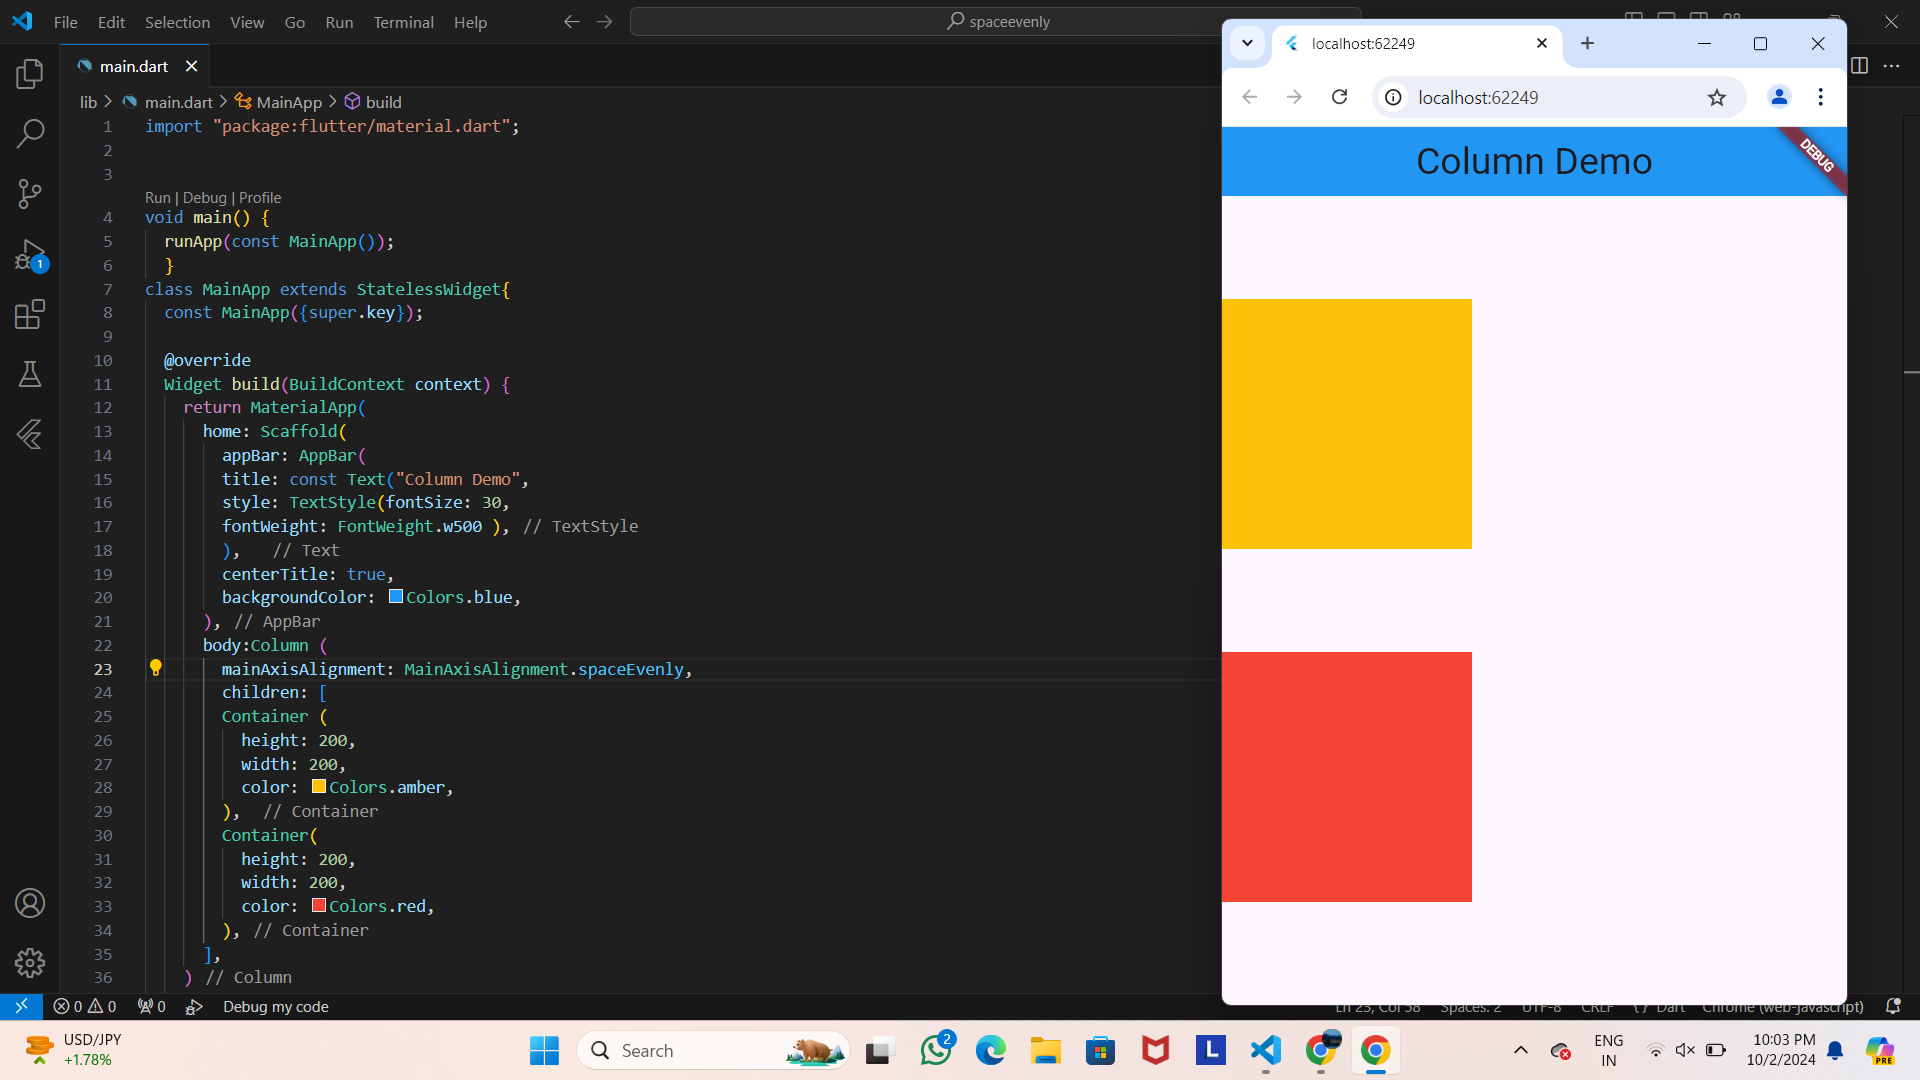 File Edit Selection View Go Run Terminal Help
spaceevenly
main.dart
lib > main.dart > MainApp > build
1 import "package:flutter/material.dart";
2
3
Run | Debug | Profile
4 void main() {
5 runApp(const MainApp());
6 }
7 class MainApp extends StatelessWidget{
8 const MainApp({super.key});
9
10 @override
11 Widget build(BuildContext context) {
12 return MaterialApp(
13 home: Scaffold(
14 appBar: AppBar(
15 title: const Text("Column Demo",
16 style: TextStyle(fontSize: 30,
17 fontWeight: FontWeight.w500 ), // TextStyle
18 ), // Text
19 centerTitle: true,
20 backgroundColor: Colors.blue,
21 ), // AppBar
22 body:Column (
23 mainAxisAlignment: MainAxisAlignment.spaceEvenly,
24 children: [
25 Container (
26 height: 200,
27 width: 200,
28 color: Colors.amber,
29 ), // Container
30 Container(
31 height: 200,
32 width: 200,
33 color: Colors.red,
34 ), // Container
35 ],
36 ) // Column
1
0 0 0 Debug my code
Ln 23, Col 58 Spaces: 2 UTF-8 CRLF {} Dart Chrome (web-javascript)
localhost:62249
localhost:62249
Column Demo
DEBUG
USD/JPY
+1.78%
Search
2
L
ENG
IN
10:03 PM
10/2/2024
PRE